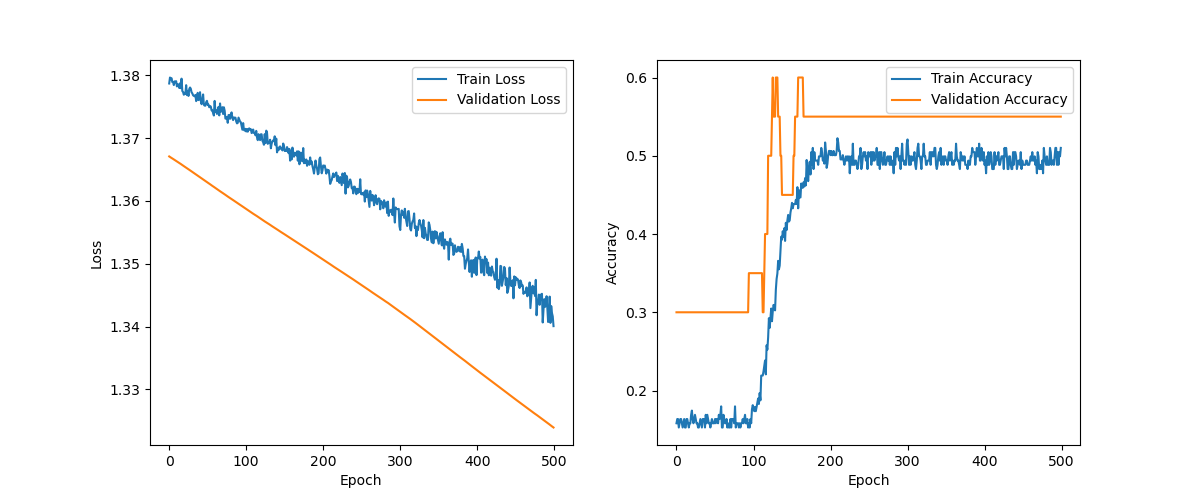 1.38
1.37
1.36
1.35
1.34
1.33
Loss
0 100 200 300 400 500
Epoch
Train Loss
Validation Loss
0.6
0.5
0.4
0.3
0.2
Accuracy
0 100 200 300 400 500
Epoch
Train Accuracy
Validation Accuracy